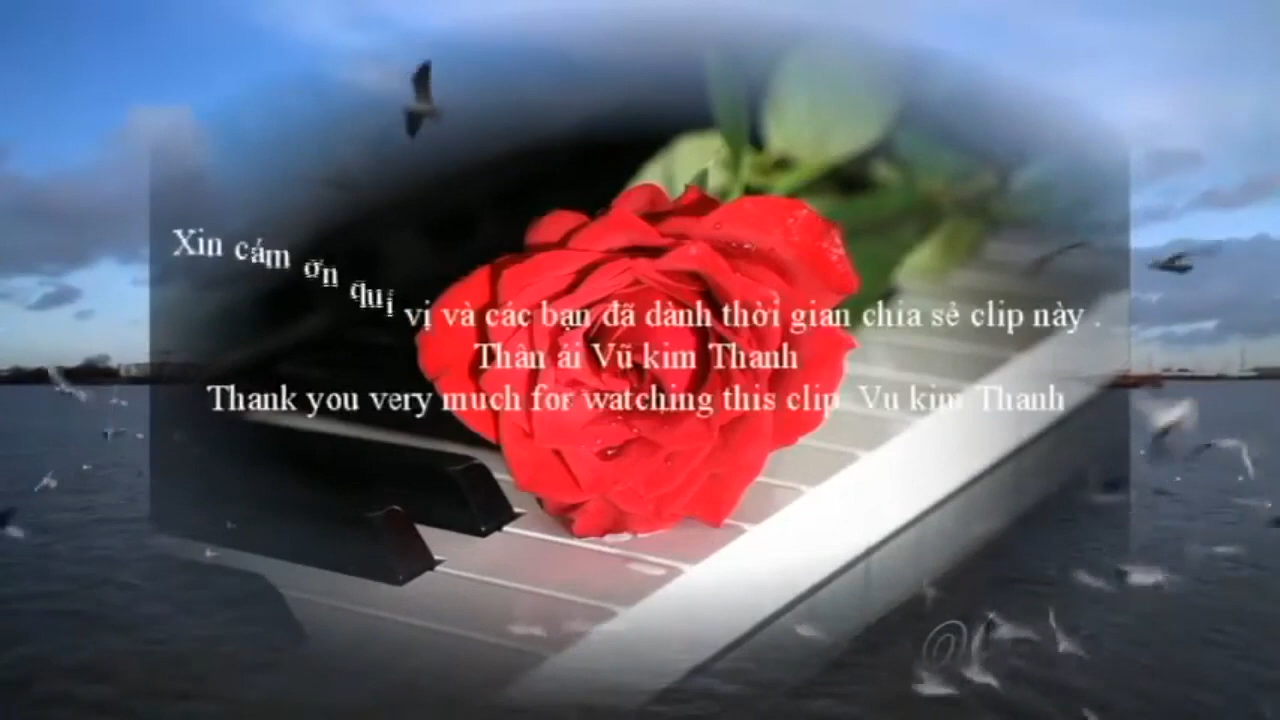 Xin cám ơn quị vị và các bạn đã dành thời gian chia sẻ clip này .
Thân ái Vũ kim Thanh
Thank you very much for watching this clip Vu kim Thanh